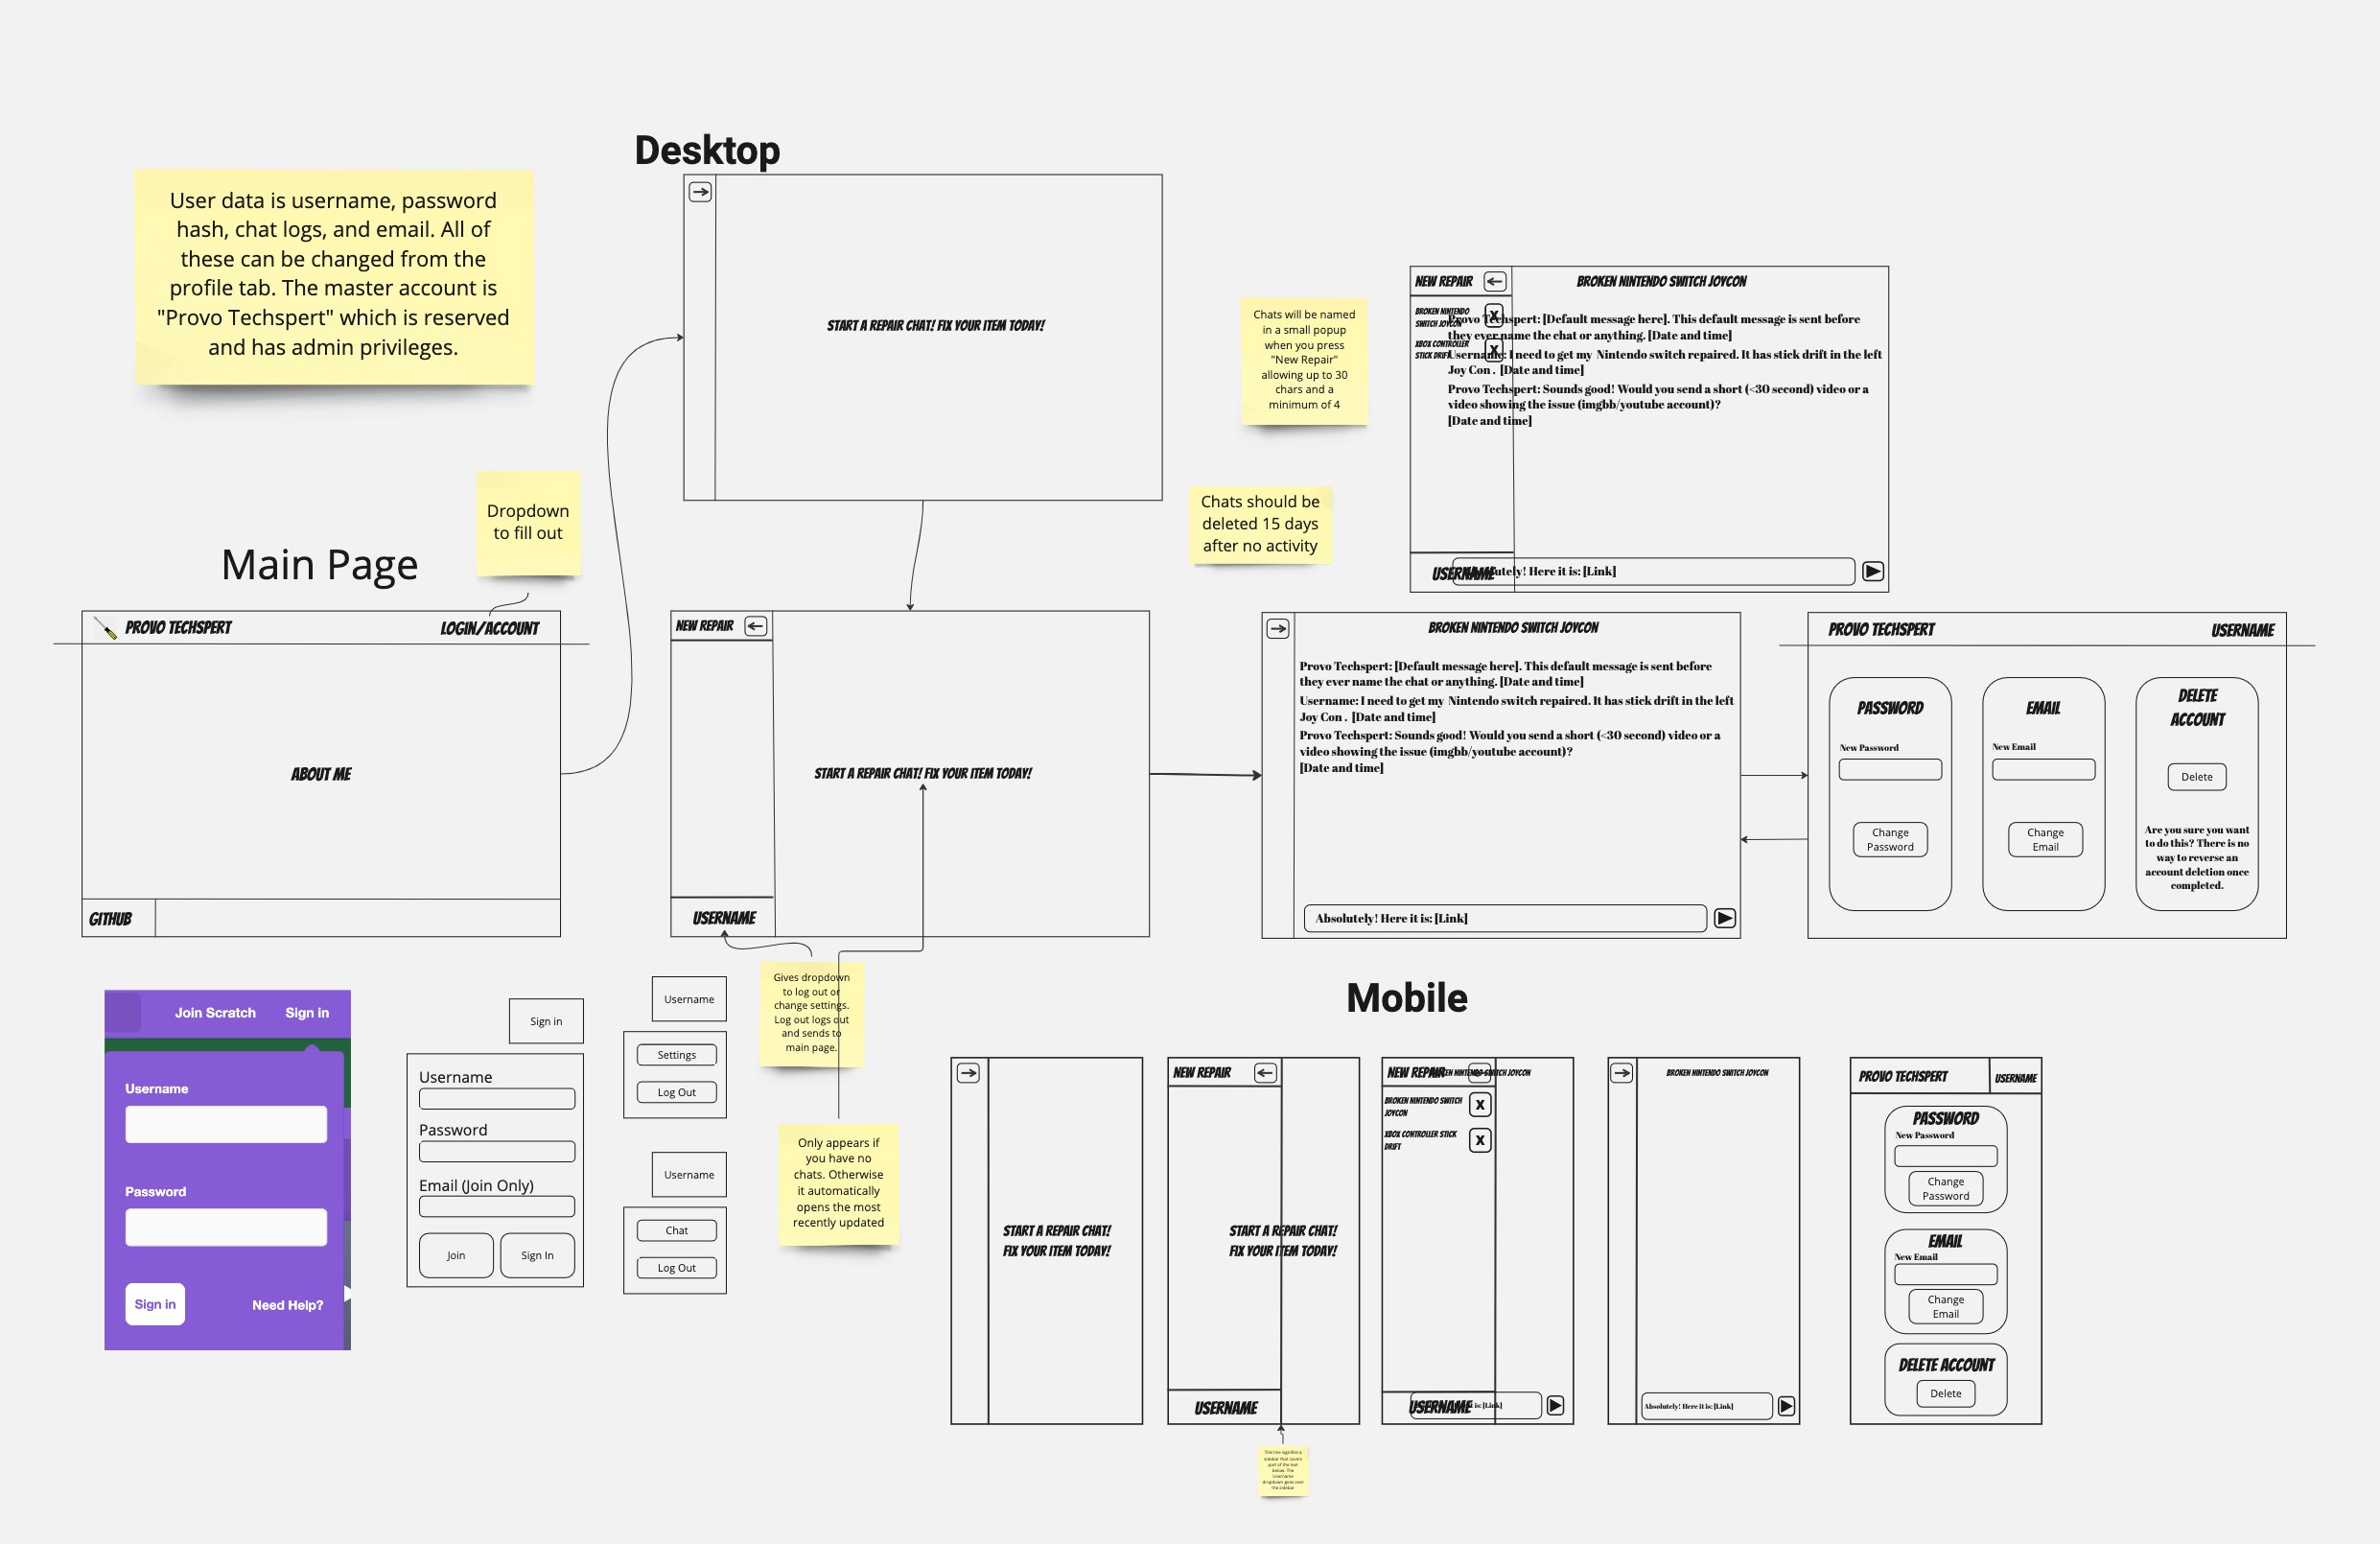 Desktop
User data is username, password
hash, chat logs, and email. All of
these can be changed from the
profile tab. The master account is
"Provo Techspert" which is reserved
and has admin privileges.
START A REPAIR CHAT! FIX YOUR ITEM TODAY!
Chats will be named
in a small popup
when you press
"New Repair"
allowing up to 30
chars and a
minimum of 4
NEW REPAIR
BROKEN NINTENDO SWITCH JOYCON
BROKEN NINTENDO
SWITCH JOYCON
X
XBOX CONTROLLER
STICK DRIFT
X
Provo Techspert: [Default message here]. This default message is sent before
they ever name the chat or anything. [Date and time]
Username: I need to get my Nintendo switch repaired. It has stick drift in the left
Joy Con . [Date and time]
Provo Techspert: Sounds good! Would you send a short (<30 second) video or a
video showing the issue (imgbb/youtube account)?
[Date and time]
USERNAME
Here it is: [Link]
Chats should be
deleted 15 days
after no activity
Dropdown
to fill out
Main Page
PROVO TECHSPERT
LOGIN/ACCOUNT
ABOUT ME
GITHUB
NEW REPAIR
START A REPAIR CHAT! FIX YOUR ITEM TODAY!
USERNAME
BROKEN NINTENDO SWITCH JOYCON
Provo Techspert: [Default message here]. This default message is sent before
they ever name the chat or anything. [Date and time]
Username: I need to get my Nintendo switch repaired. It has stick drift in the left
Joy Con . [Date and time]
Provo Techspert: Sounds good! Would you send a short (<30 second) video or a
video showing the issue (imgbb/youtube account)?
[Date and time]
Absolutely! Here it is: [Link]
PROVO TECHSPERT
USERNAME
PASSWORD
New Password
Change
Password
EMAIL
New Email
Change
Email
DELETE
ACCOUNT
Delete
Are you sure you want
to do this? There is no
way to reverse an
account deletion once
completed.
Join Scratch
Sign in
Username
Password
Sign in
Need Help?
Sign in
Username
Password
Email (Join Only)
Join
Sign In
Username
Settings
Log Out
Username
Chat
Log Out
Gives dropdown
to log out or
change settings.
Log out logs out
and sends to
main page.
Only appears if
you have no
chats. Otherwise
it automatically
opens the most
recently updated
Mobile
START A REPAIR CHAT!
FIX YOUR ITEM TODAY!
NEW REPAIR
START A REPAIR CHAT!
FIX YOUR ITEM TODAY!
USERNAME
This line signifies a
sidebar that covers
part of the text
below. The
Username
dropdown goes over
the sidebar
NEW REPAIR
NINTENDO SWITCH JOYCON
BROKEN NINTENDO SWITCH
JOYCON
X
XBOX CONTROLLER STICK
DRIFT
X
USERNAME
it is: [Link]
BROKEN NINTENDO SWITCH JOYCON
Absolutely! Here it is: [Link]
PROVO TECHSPERT
USERNAME
PASSWORD
New Password
Change
Password
EMAIL
New Email
Change
Email
DELETE ACCOUNT
Delete